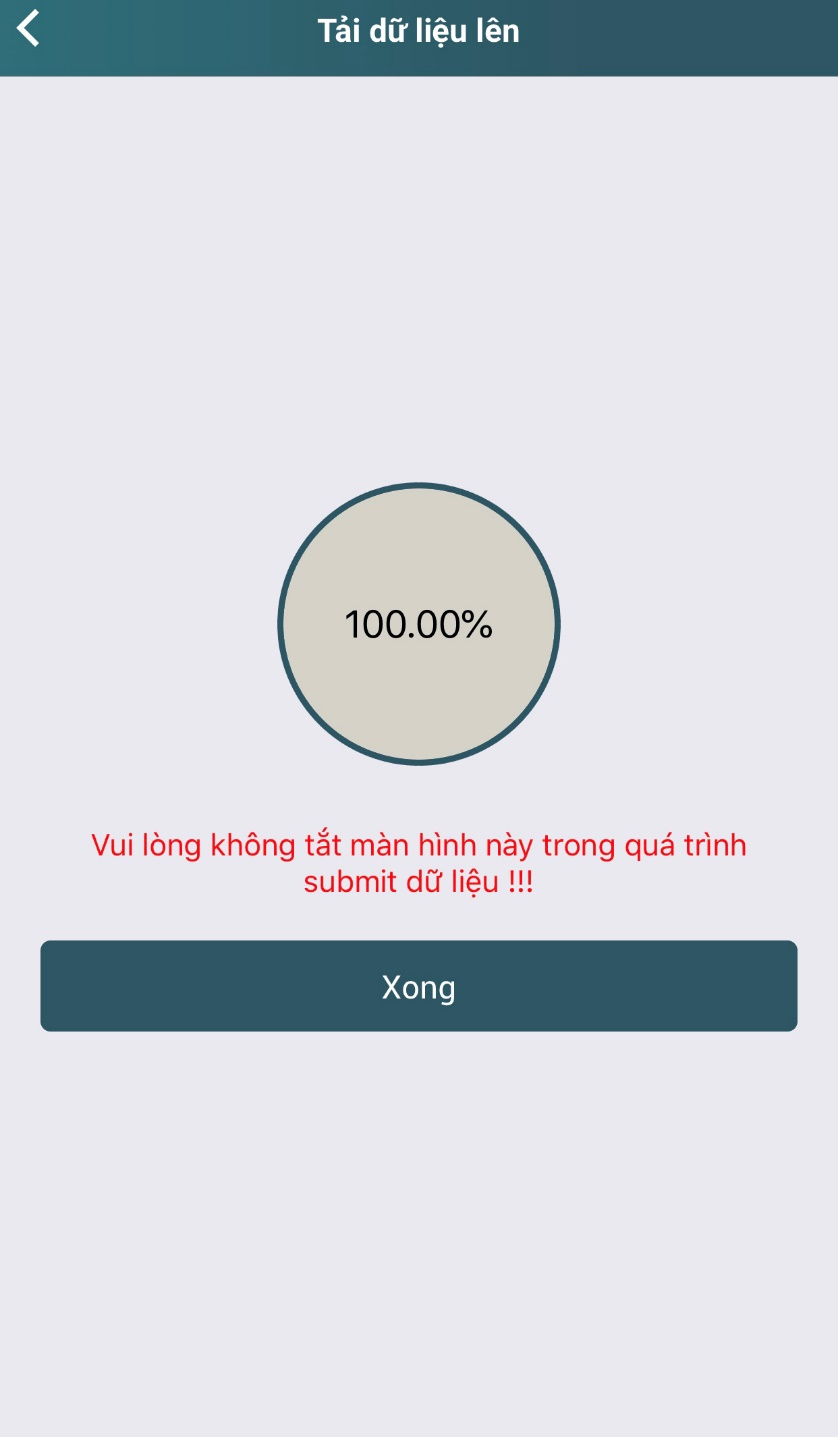 Tải dữ liệu lên
100.00%
Vui lòng không tắt màn hình này trong quá trình
submit dữ liệu !!!
Xong